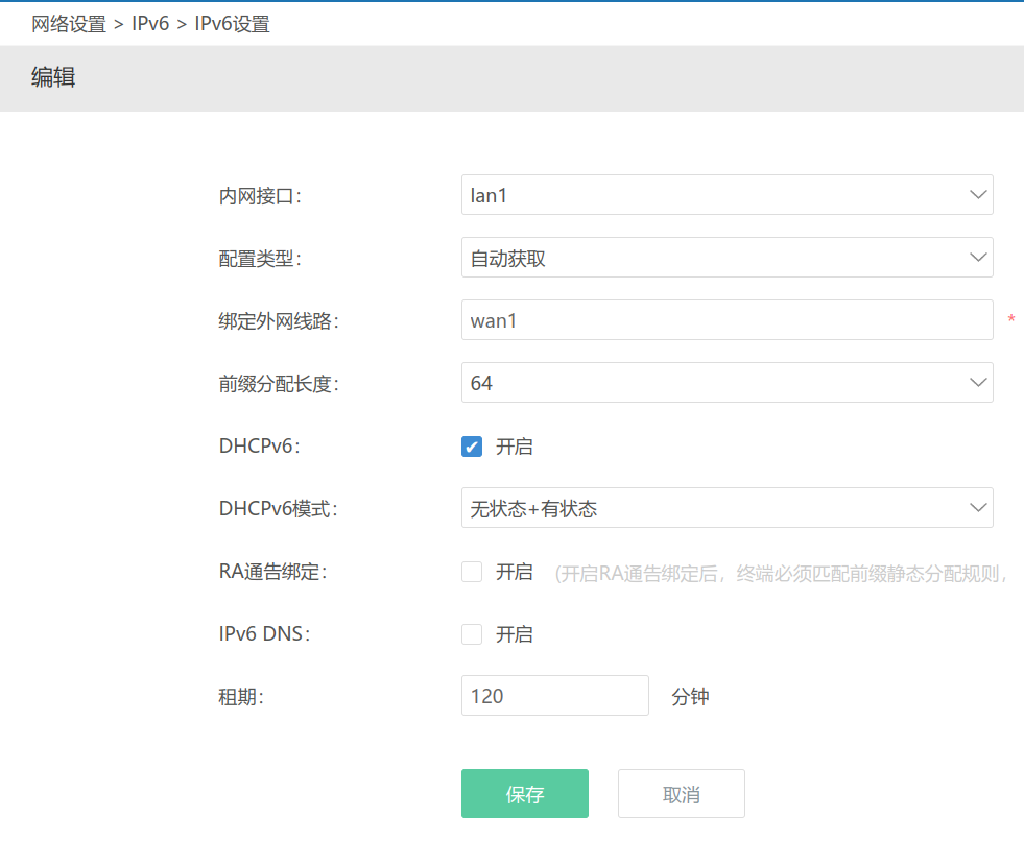 网络设置 > IPv6 > IPv6设置
编辑
内网接口： lan1
配置类型： 自动获取
绑定外网线路： wan1 *
前缀分配长度： 64
DHCPv6： 开启
DHCPv6模式： 无状态+有状态
RA通告绑定： 开启 (开启RA通告绑定后，终端必须匹配前缀静态分配规则，
IPv6 DNS： 开启
租期： 120 分钟
保存 取消